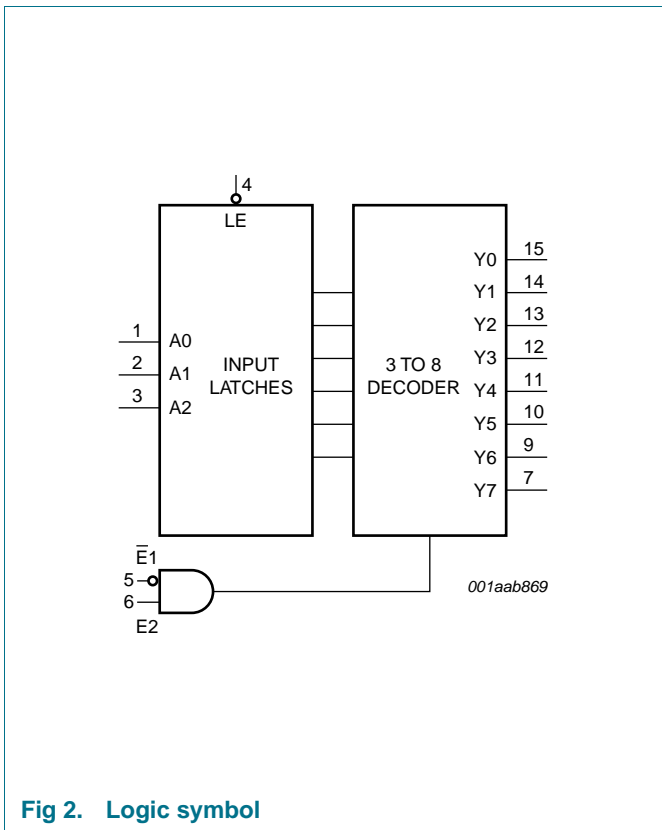 4
LE
1 A0
2 A1
3 A2
INPUT
LATCHES
3 TO 8
DECODER
Y0 15
Y1 14
Y2 13
Y3 12
Y4 11
Y5 10
Y6 9
Y7 7
E̅1
5
6
E2
001aab869
Fig 2. Logic symbol